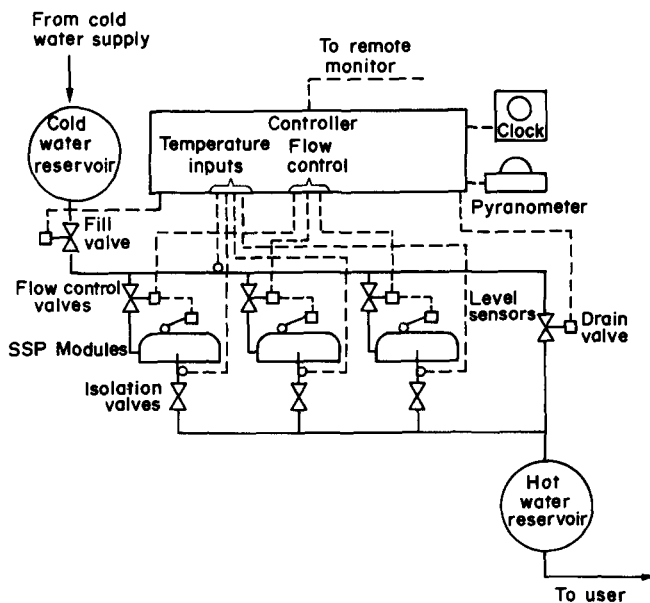 From cold
water supply
To remote
monitor
Cold
water
reservoir
Controller
Temperature
inputs
Flow
control
Clock
Pyranometer
Fill
valve
Flow control
valves
Level
sensors
Drain
valve
SSP Modules
Isolation
valves
Hot
water
reservoir
To user